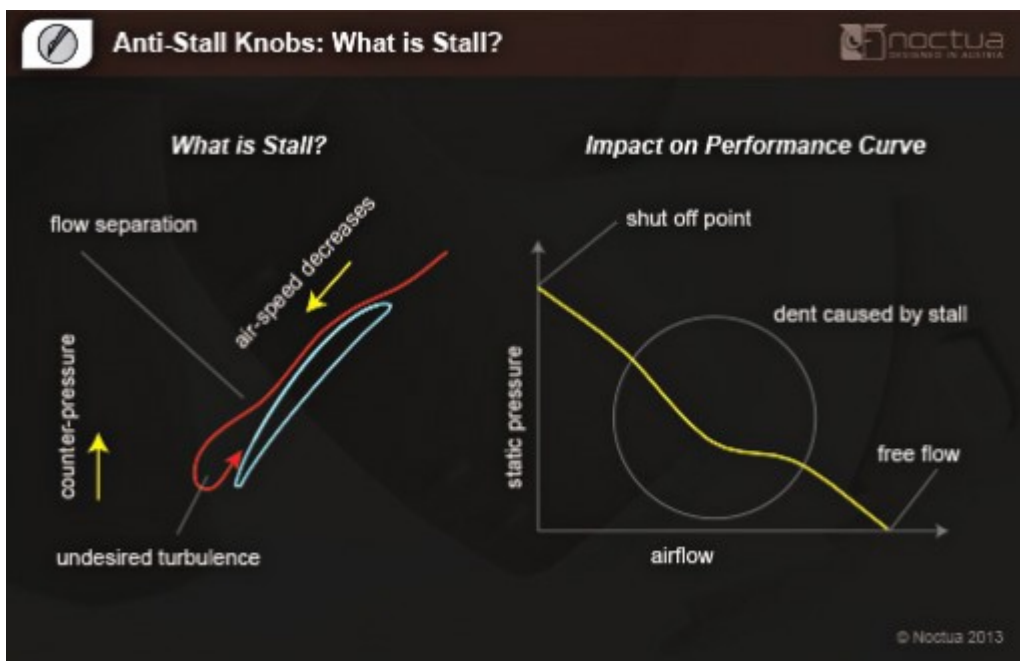 Anti-Stall Knobs: What is Stall?
noctua
DESIGNED IN AUSTRIA
What is Stall?
flow separation
air-speed decreases
counter-pressure
undesired turbulence
Impact on Performance Curve
shut off point
dent caused by stall
static pressure
free flow
airflow
© Noctua 2013